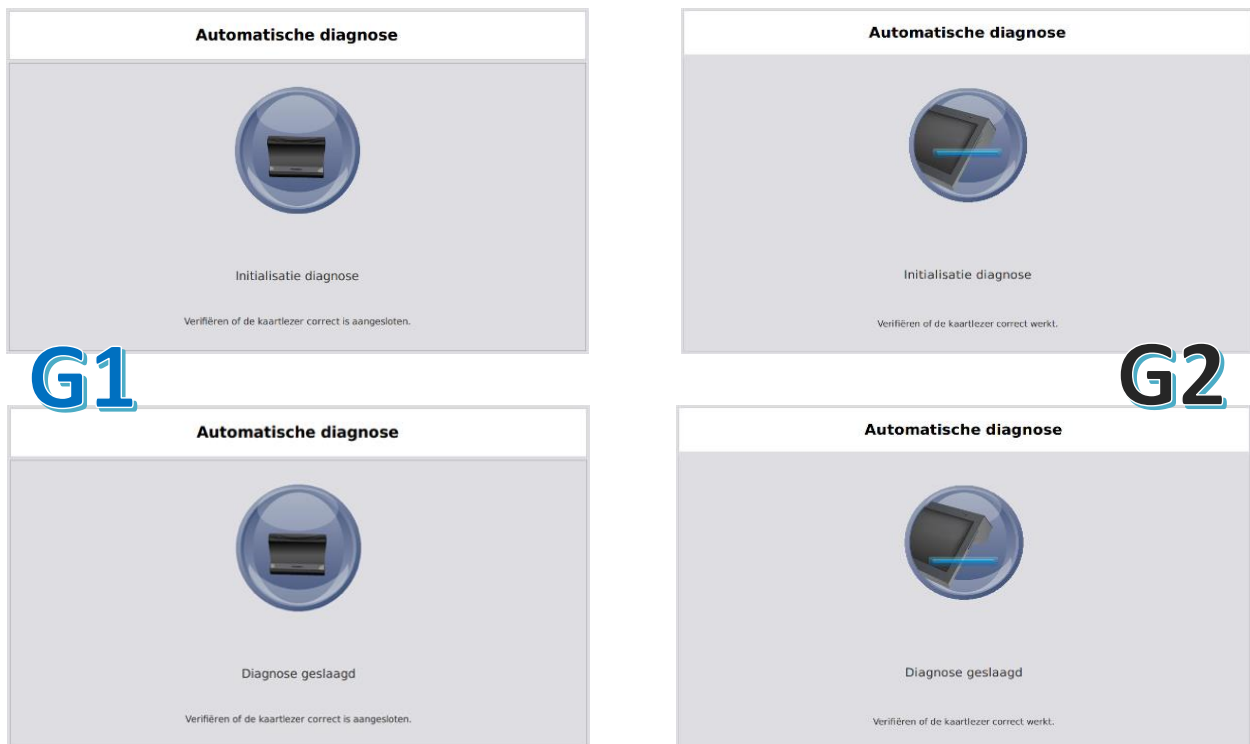 Automatische diagnose
Initialisatie diagnose
Verifiëren of de kaartlezer correct is aangesloten.
Automatische diagnose
Initialisatie diagnose
Verifiëren of de kaartlezer correct werkt.
G1
G2
Automatische diagnose
Diagnose geslaagd
Verifiëren of de kaartlezer correct is aangesloten.
Automatische diagnose
Diagnose geslaagd
Verifiëren of de kaartlezer correct werkt.